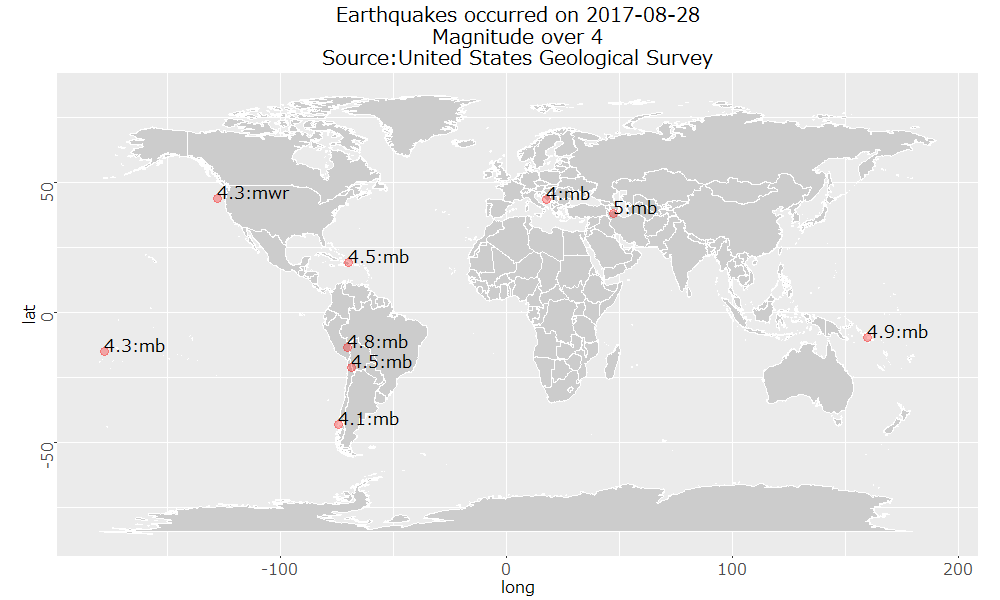 Earthquakes occurred on 2017-08-28
Magnitude over 4
Source:United States Geological Survey
50
0
-50
lat
4.3:mwr
4:mb
5:mb
4.5:mb
4.3:mb
4.8:mb
4.9:mb
4.5:mb
4.1:mb
-100
0
100
200
long